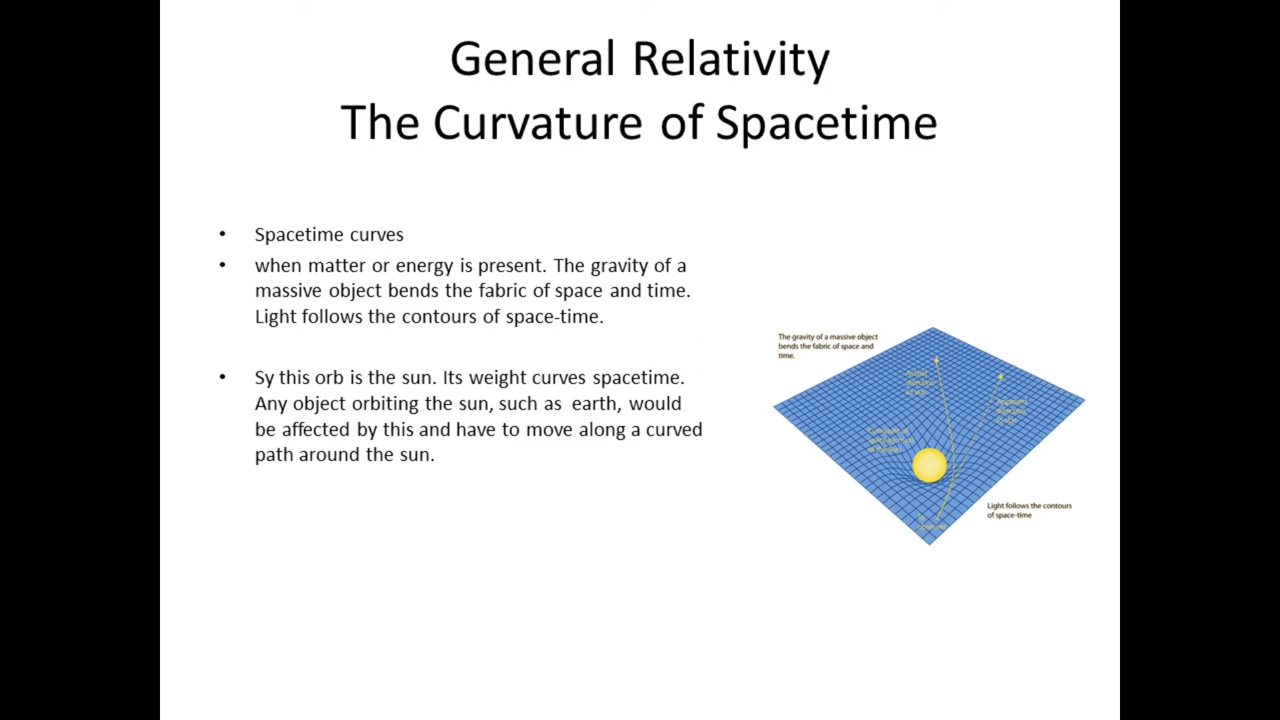 General Relativity
The Curvature of Spacetime
• Spacetime curves
• when matter or energy is present. The gravity of a
massive object bends the fabric of space and time.
Light follows the contours of space-time.
• Sy this orb is the sun. Its weight curves spacetime.
Any object orbiting the sun, such as earth, would
be affected by this and have to move along a curved
path around the sun.
The gravity of a massive object
bends the fabric of space and
time.
Light follows the contours
of space-time